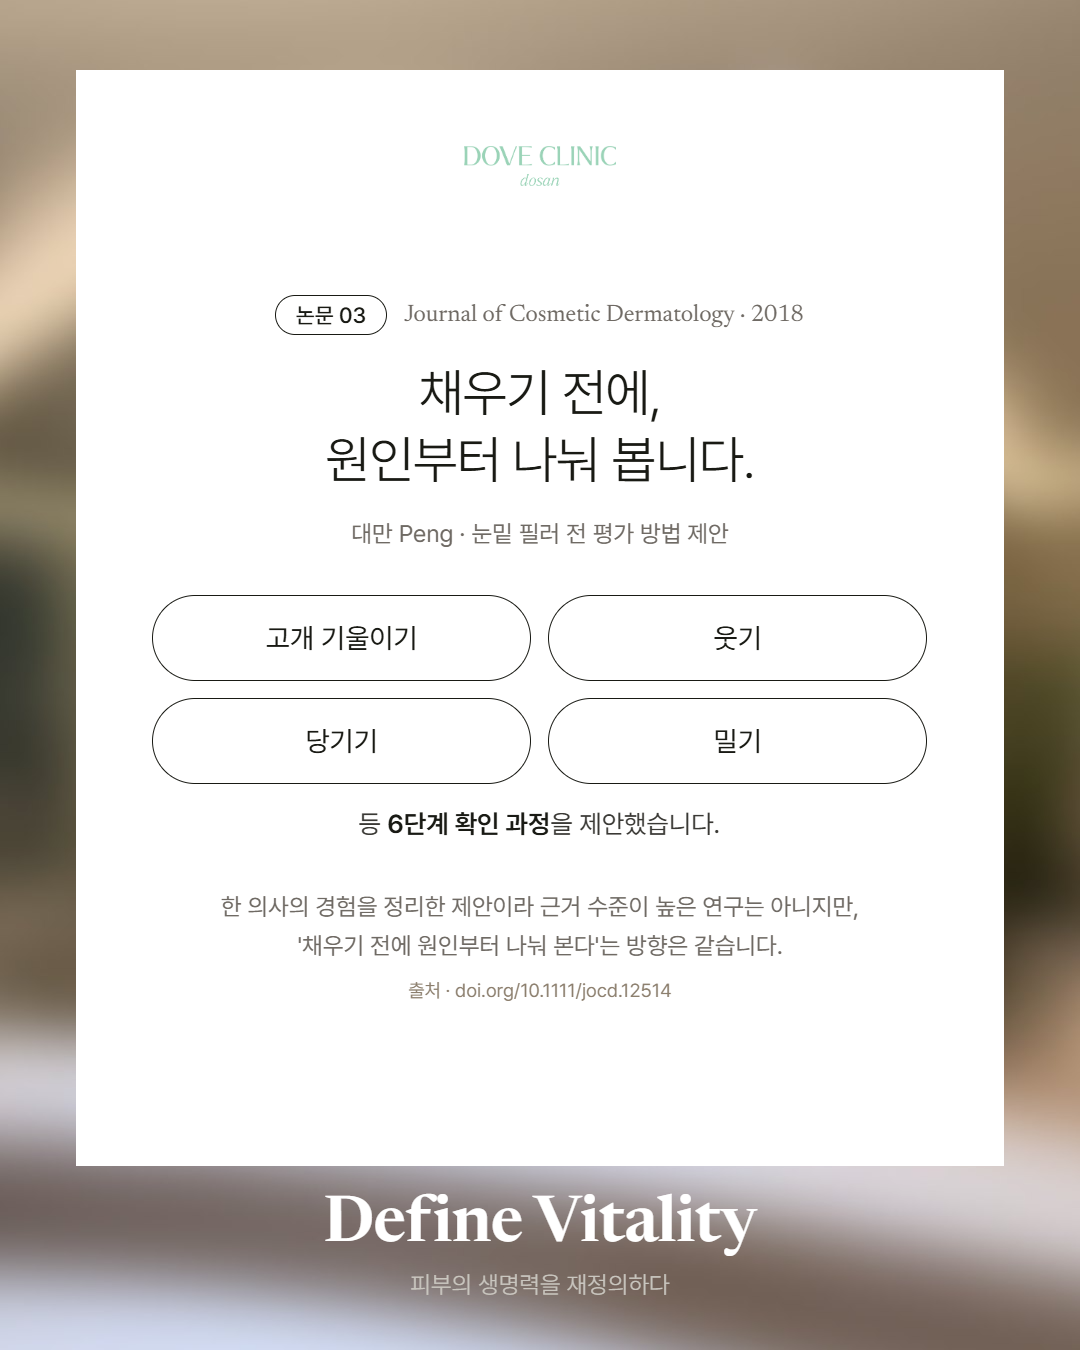 DOVE CLINIC
dosan
논문 03 Journal of Cosmetic Dermatology · 2018
채우기 전에,
원인부터 나눠 봅니다.
대만 Peng · 눈밑 필러 전 평가 방법 제안
고개 기울이기 웃기
당기기 밀기
등 6단계 확인 과정을 제안했습니다.
한 의사의 경험을 정리한 제안이라 근거 수준이 높은 연구는 아니지만,
'채우기 전에 원인부터 나눠 본다'는 방향은 같습니다.
출처 · doi.org/10.1111/jocd.12514
Define Vitality
피부의 생명력을 재정의하다